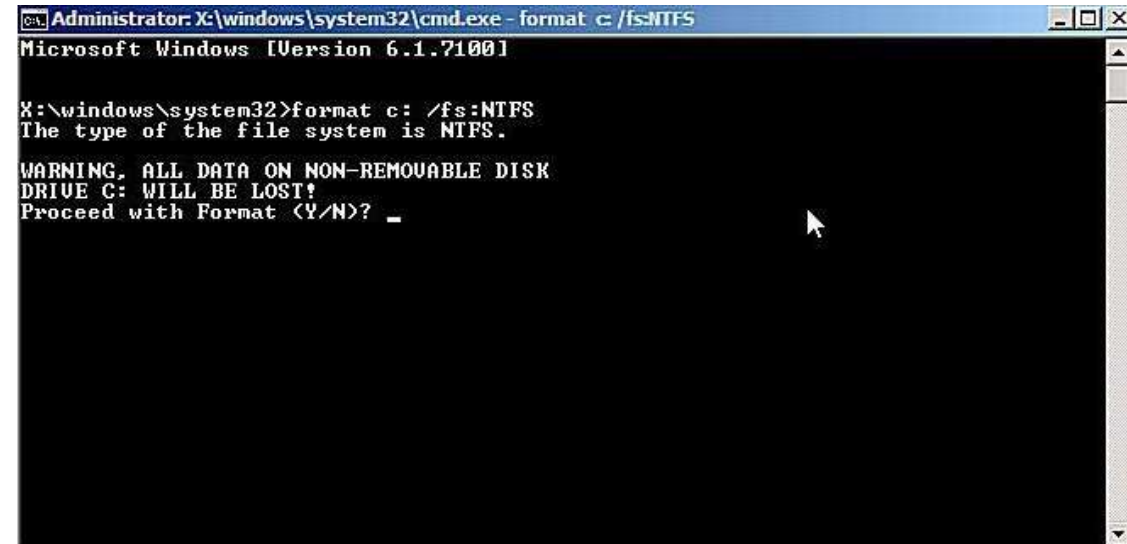 Administrator: X:\windows\system32\cmd.exe - format c: /fs:NTFS
Microsoft Windows [Version 6.1.7100]
X:\windows\system32>format c: /fs:NTFS
The type of the file system is NTFS.
WARNING, ALL DATA ON NON-REMOVABLE DISK
DRIVE C: WILL BE LOST!
Proceed with Format (Y/N)? _